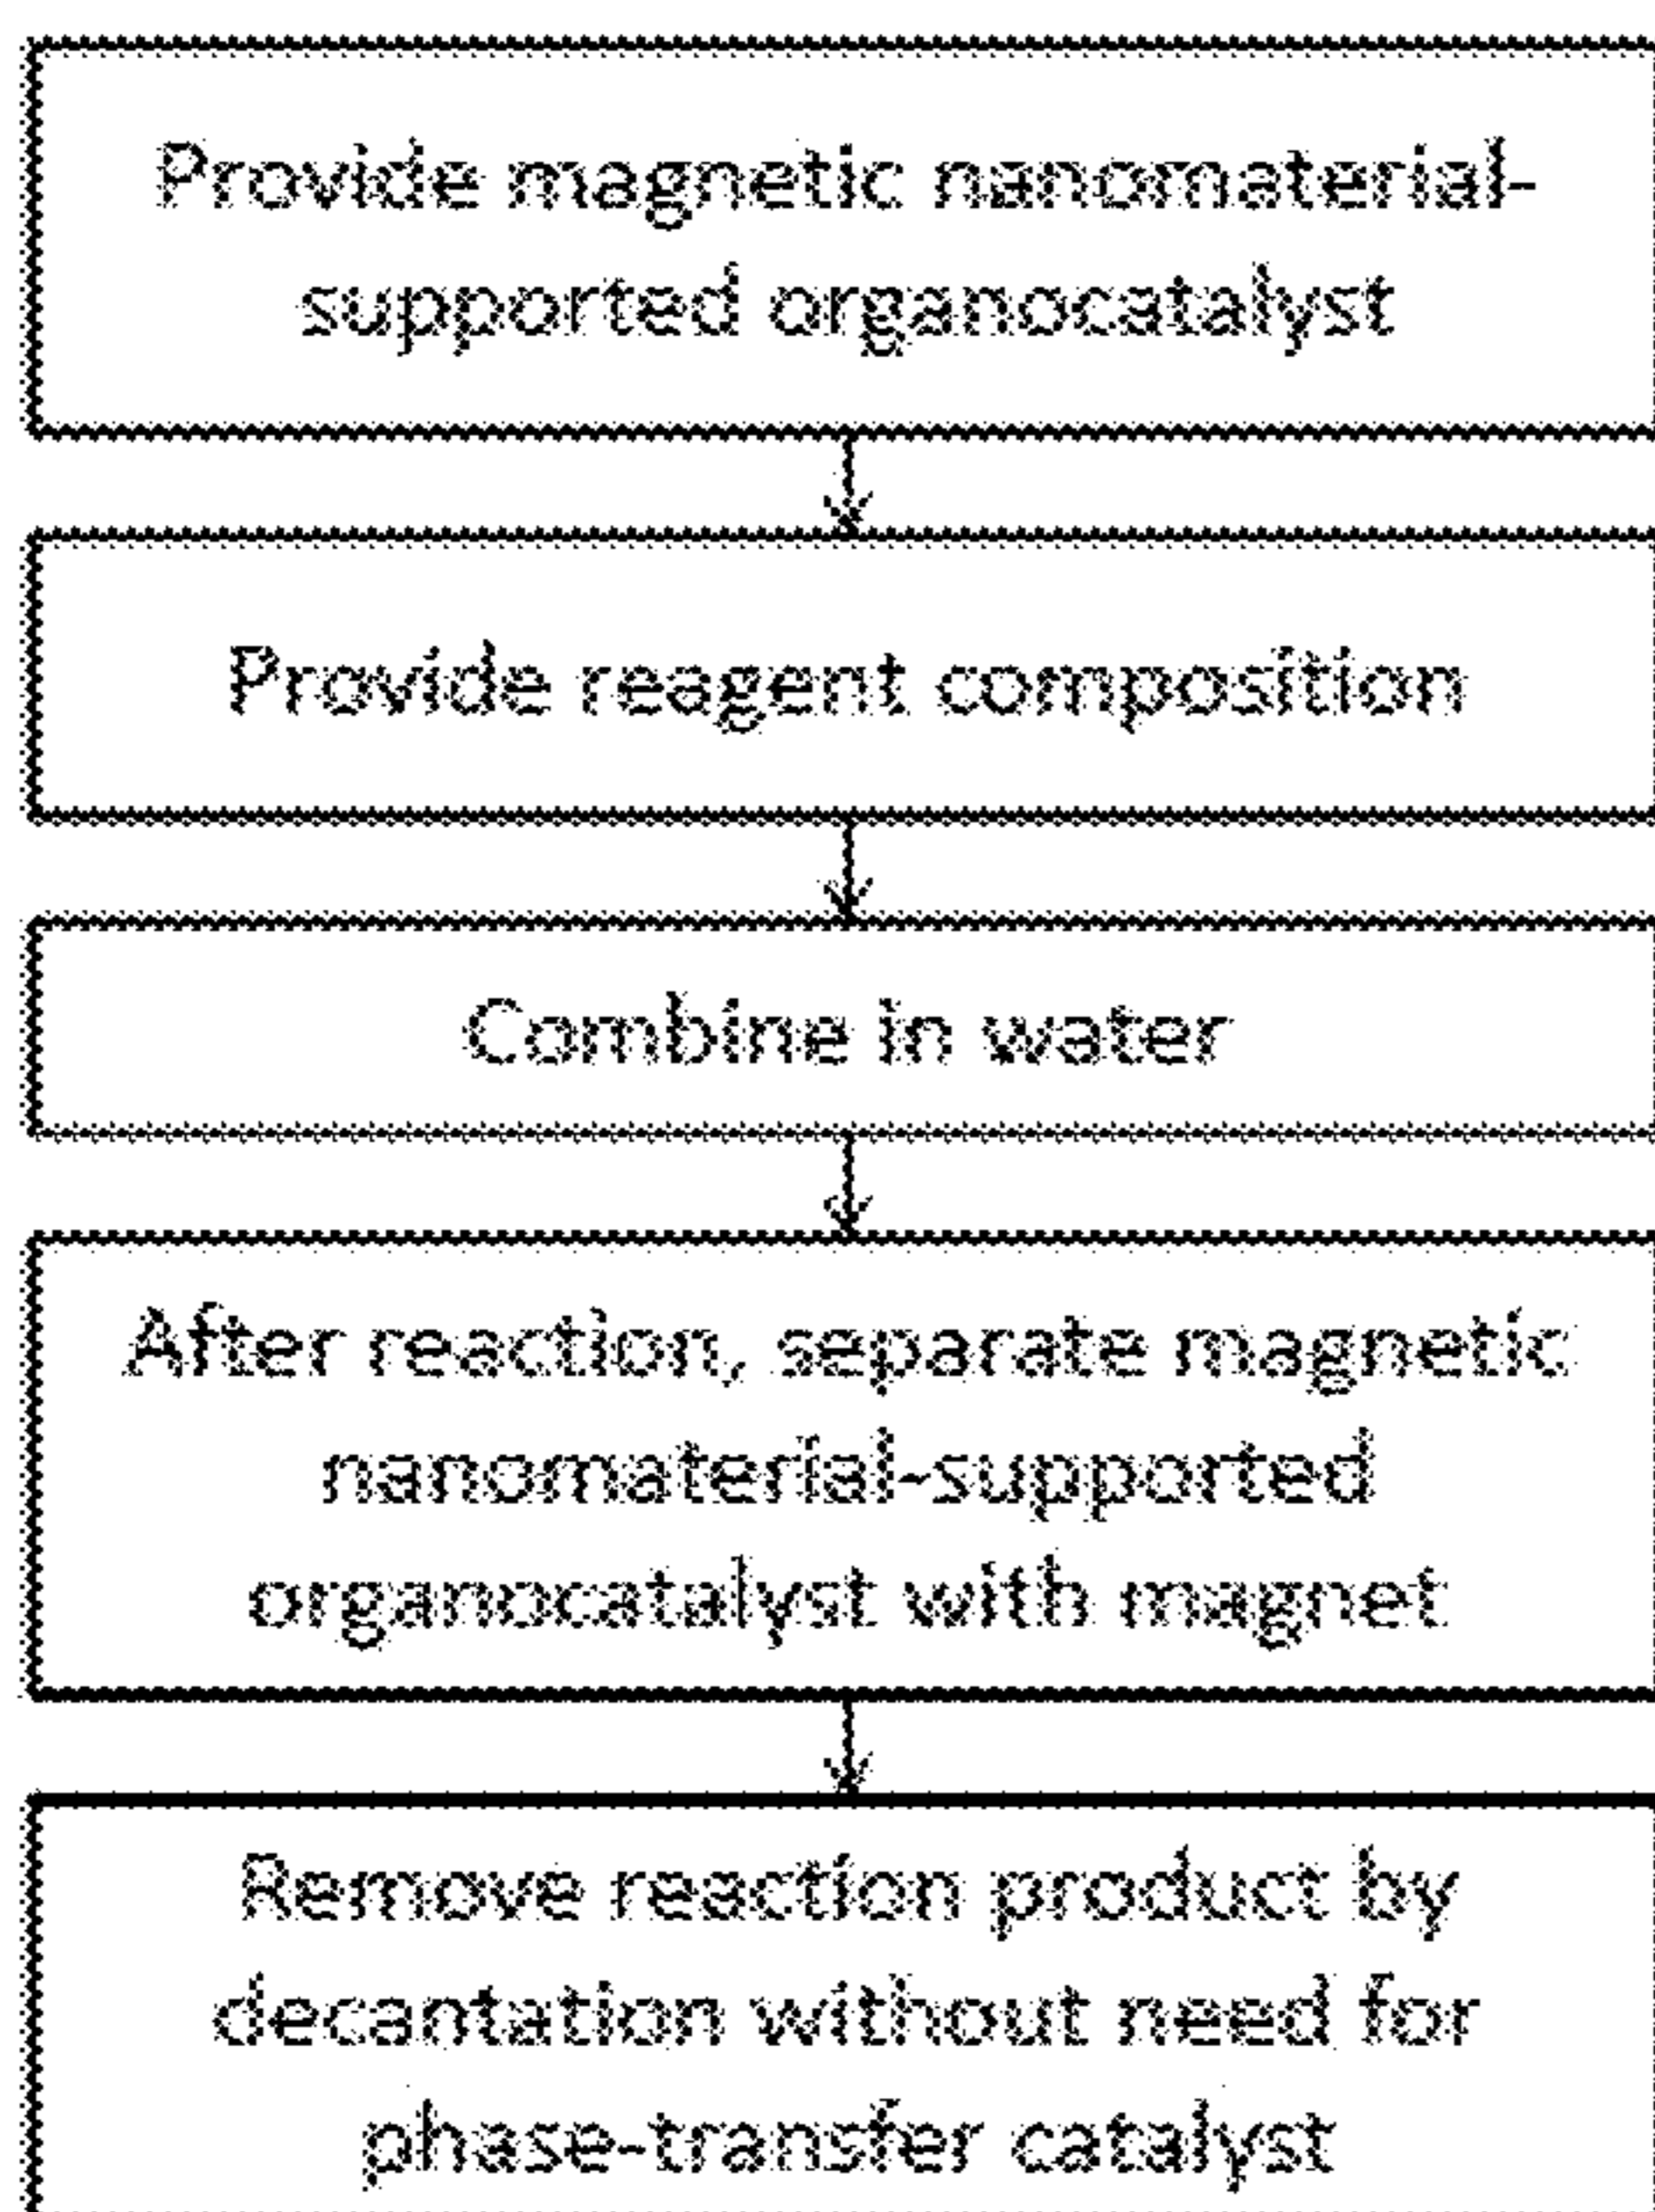 Provide magnetic nanomaterial-
supported organocatalyst
Provide reagent composition
Combine in water
After reaction, separate magnetic
nanomaterial-supported
organocatalyst with magnet
Remove reaction product by
decantation without need for
phase-transfer catalyst